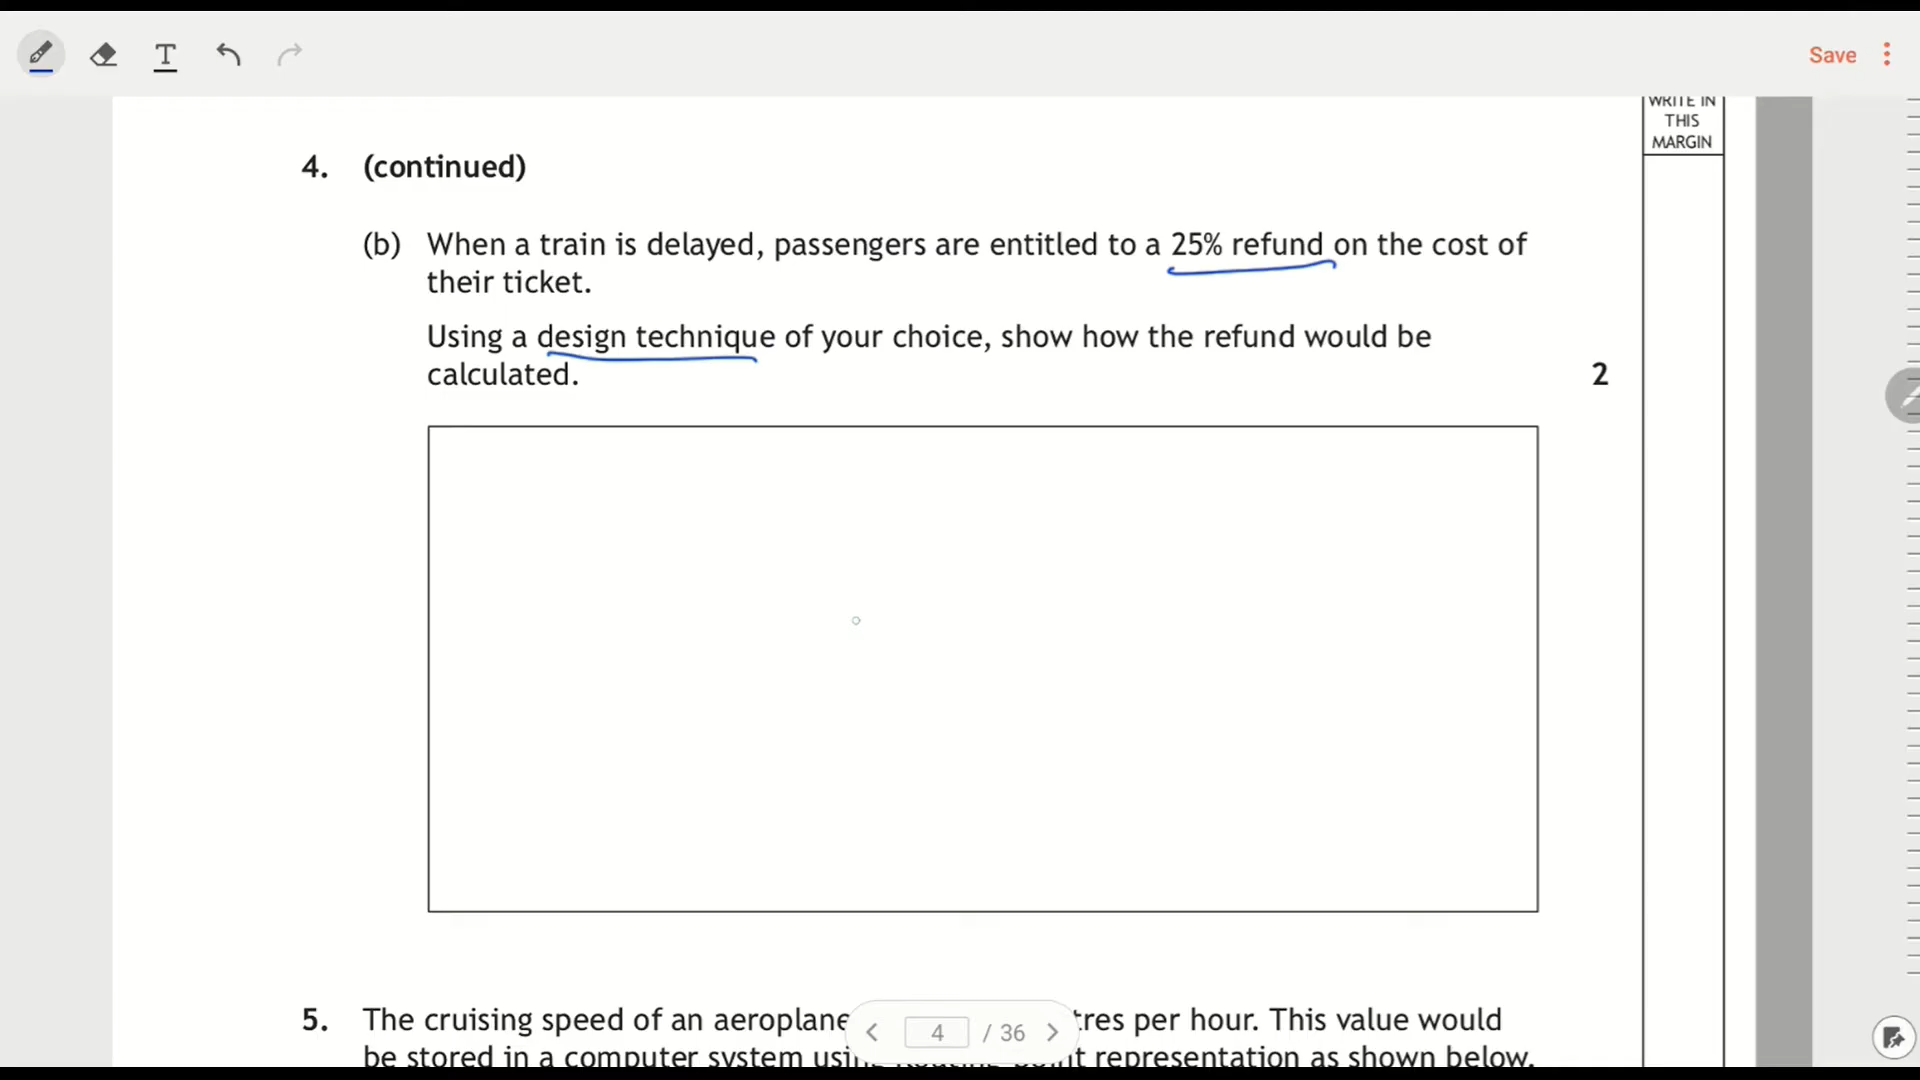 T
Save
WRITE IN
THIS
MARGIN
4. (continued)
(b) When a train is delayed, passengers are entitled to a 25% refund on the cost of
their ticket.
Using a design technique of your choice, show how the refund would be
calculated.
2
5. The cruising speed of an aeroplane tres per hour. This value would
be stored in a computer system using representation as shown below.
4 / 36